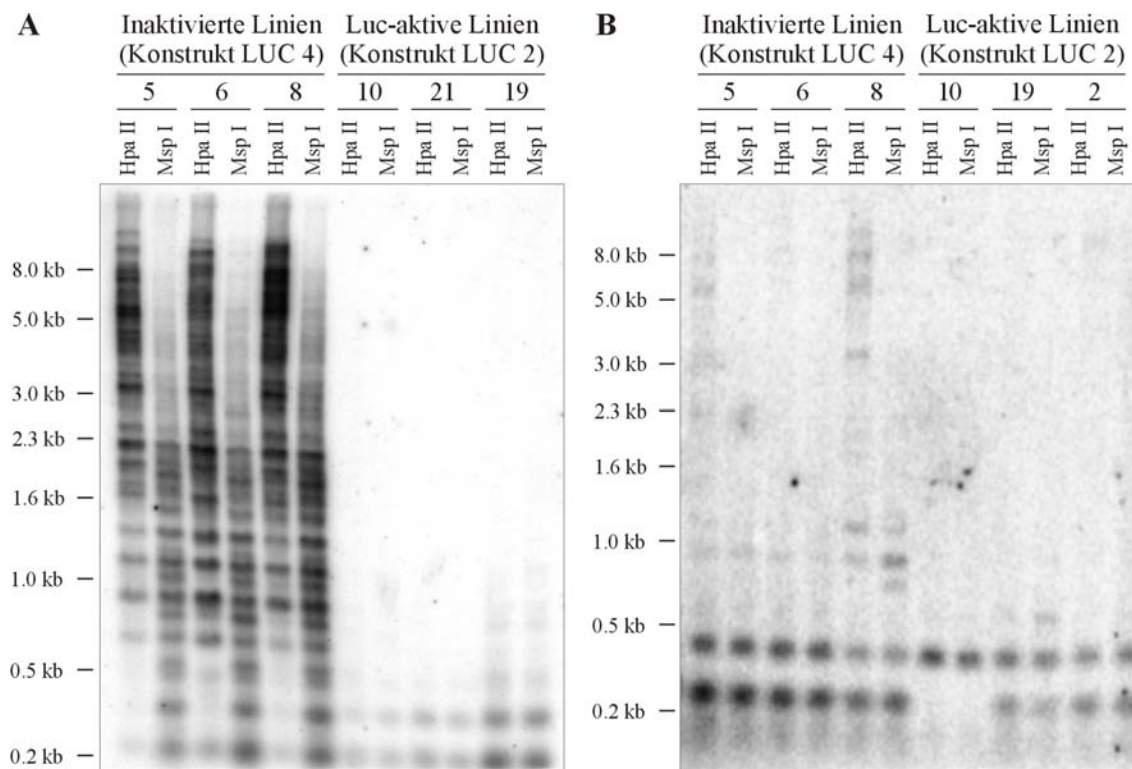 A
Inaktivierte Linien
(Konstrukt LUC 4)
Luc-aktive Linien
(Konstrukt LUC 2)
5 6 8 10 21 19
Hpa II Msp I Hpa II Msp I Hpa II Msp I Hpa II Msp I Hpa II Msp I Hpa II Msp I
8.0 kb
5.0 kb
3.0 kb
2.3 kb
1.6 kb
1.0 kb
0.5 kb
0.2 kb
B
Inaktivierte Linien
(Konstrukt LUC 4)
Luc-aktive Linien
(Konstrukt LUC 2)
5 6 8 10 19 2
Hpa II Msp I Hpa II Msp I Hpa II Msp I Hpa II Msp I Hpa II Msp I Hpa II Msp I
8.0 kb
5.0 kb
3.0 kb
2.3 kb
1.6 kb
1.0 kb
0.5 kb
0.2 kb